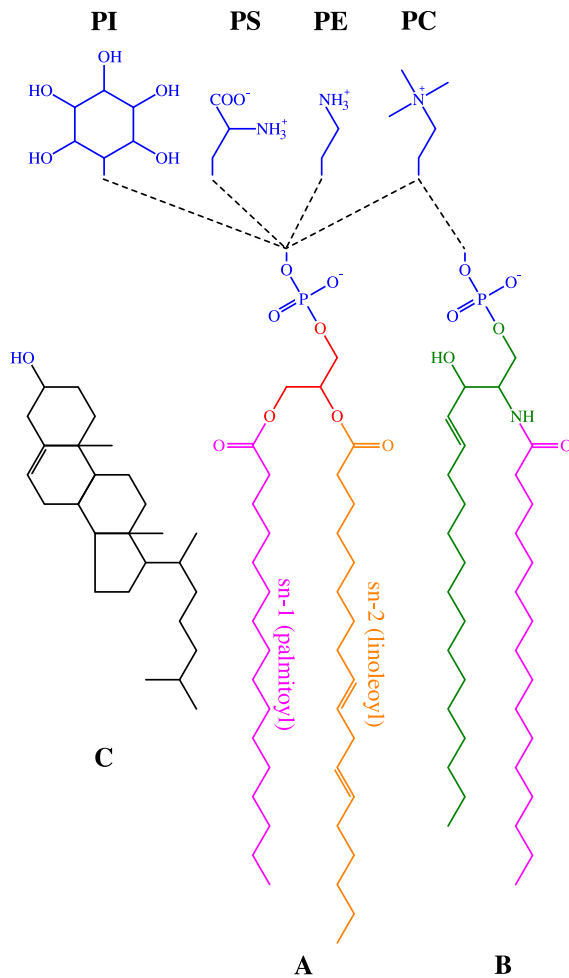 PI PS PE PC
OH
HO OH
HO OH
COO⁻
NH₃⁺
NH₃⁺
N⁺
O
P O⁻
O
O
O
P O⁻
O
O
HO
HO
O O
O O
NH
O
sn-1 (palmitoyl)
sn-2 (linoleoyl)
C
A B